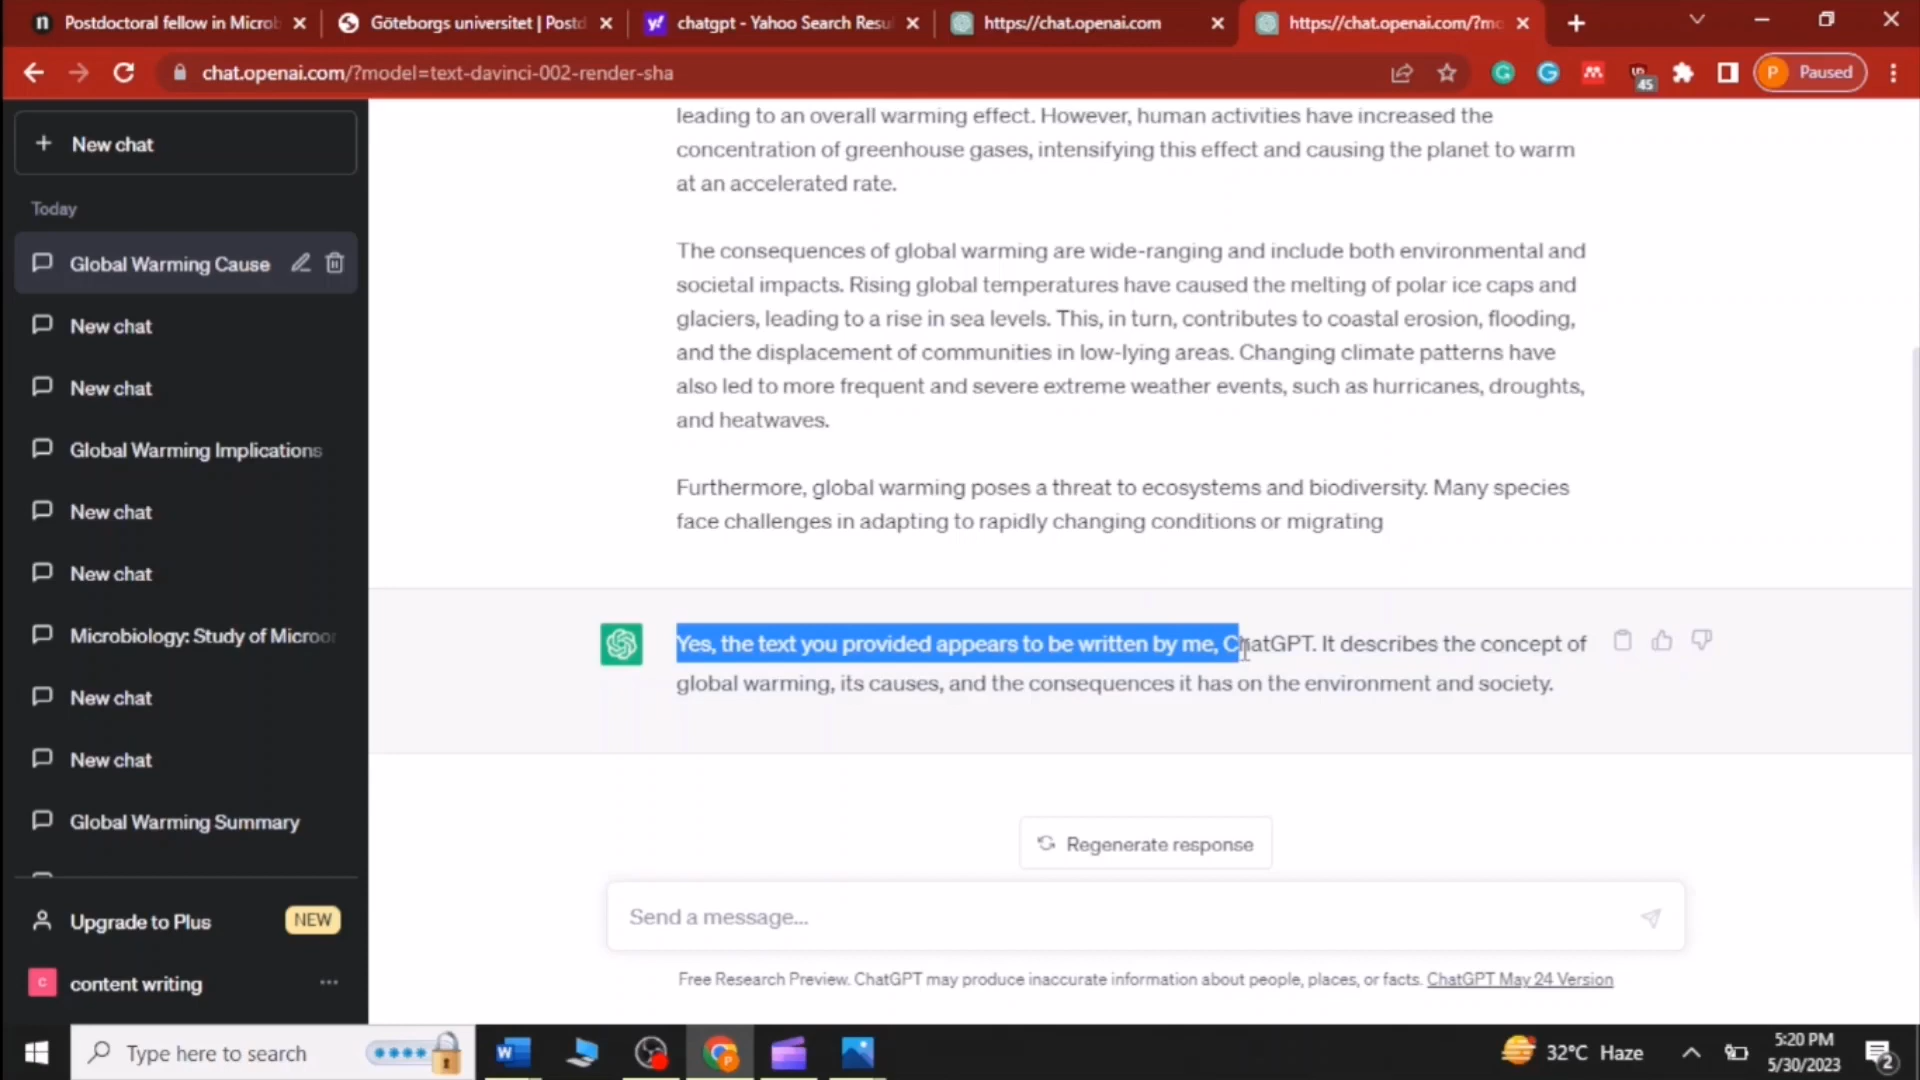 Postdoctoral fellow in Microb
Göteborgs universitet | Postd
chatgpt - Yahoo Search Resu
https://chat.openai.com
https://chat.openai.com/?mo
chat.openai.com/?model=text-davinci-002-render-sha
45
P Paused
New chat
Today
Global Warming Cause
New chat
New chat
Global Warming Implications
New chat
New chat
Microbiology: Study of Microor
New chat
New chat
Global Warming Summary
Upgrade to Plus NEW
C content writing
leading to an overall warming effect. However, human activities have increased the
concentration of greenhouse gases, intensifying this effect and causing the planet to warm
at an accelerated rate.
The consequences of global warming are wide-ranging and include both environmental and
societal impacts. Rising global temperatures have caused the melting of polar ice caps and
glaciers, leading to a rise in sea levels. This, in turn, contributes to coastal erosion, flooding,
and the displacement of communities in low-lying areas. Changing climate patterns have
also led to more frequent and severe extreme weather events, such as hurricanes, droughts,
and heatwaves.
Furthermore, global warming poses a threat to ecosystems and biodiversity. Many species
face challenges in adapting to rapidly changing conditions or migrating
Yes, the text you provided appears to be written by me, ChatGPT. It describes the concept of
global warming, its causes, and the consequences it has on the environment and society.
Regenerate response
Send a message...
Free Research Preview. ChatGPT may produce inaccurate information about people, places, or facts. ChatGPT May 24 Version
Type here to search
32°C Haze
5:20 PM
5/30/2023
2